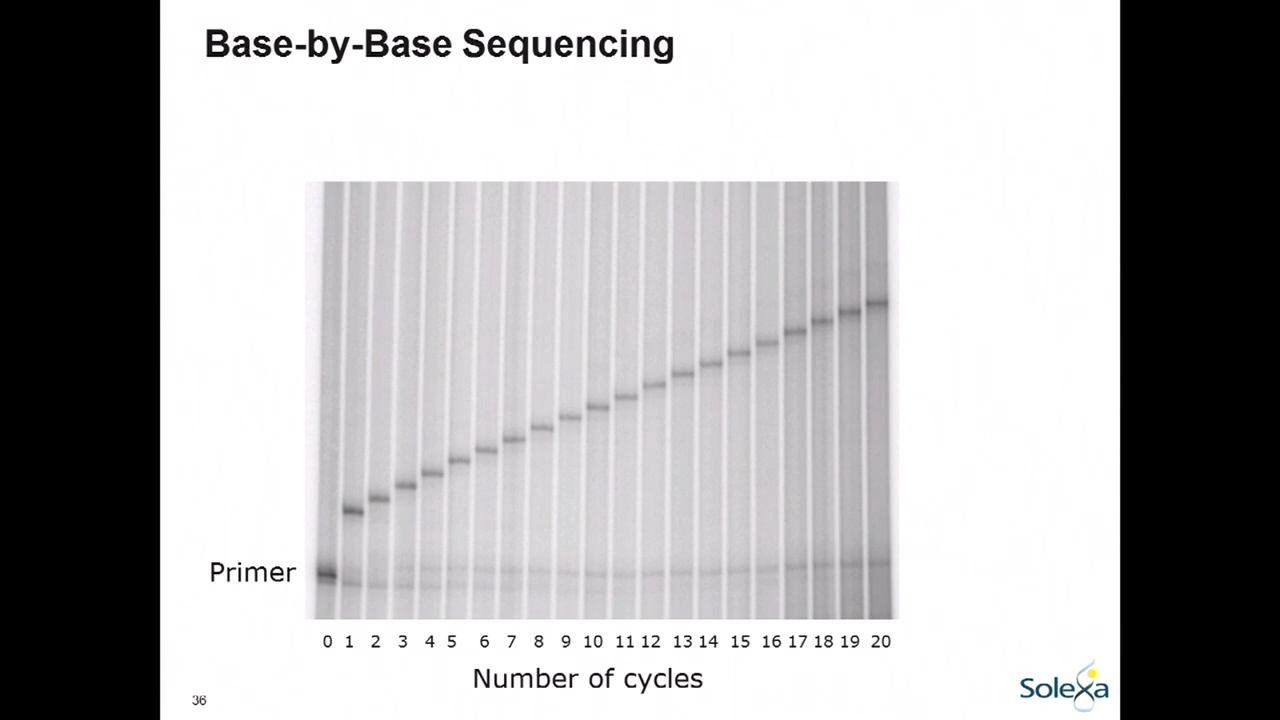 Base-by-Base Sequencing
Primer
0 1 2 3 4 5 6 7 8 9 10 11 12 13 14 15 16 17 18 19 20
Number of cycles
36
Solexa